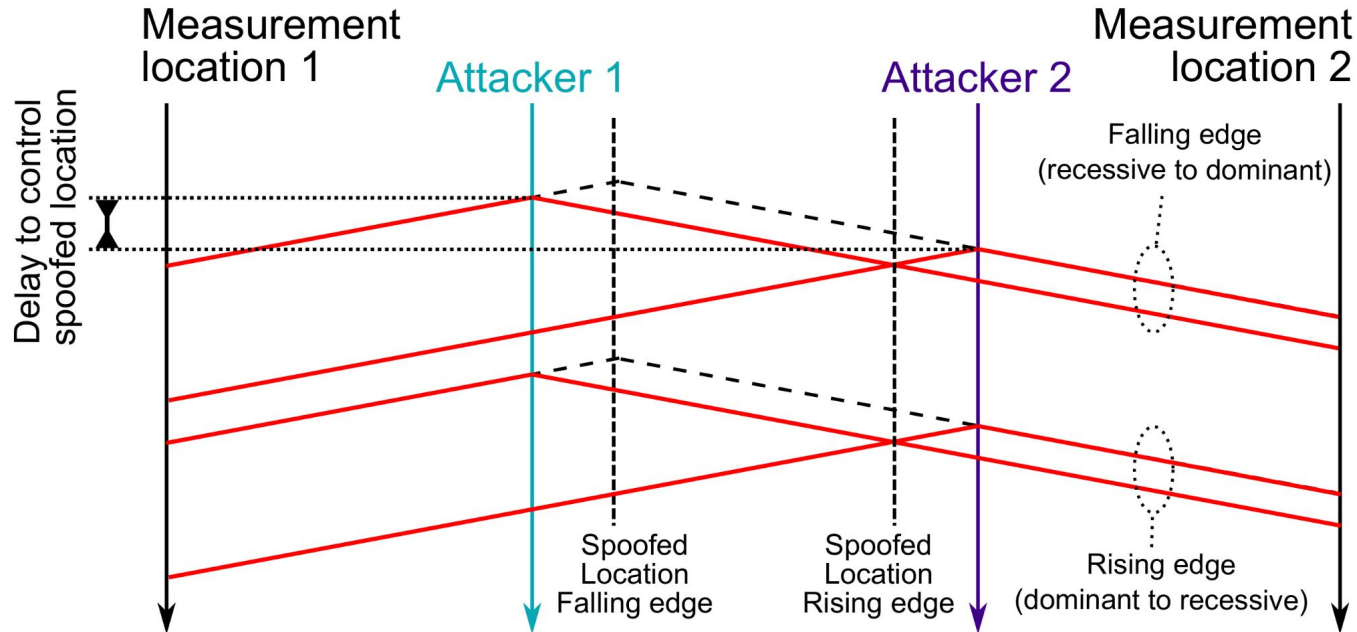 Measurement
location 1
Attacker 1
Attacker 2
Measurement
location 2
Delay to control
spoofed location
Falling edge
(recessive to dominant)
Spoofed
Location
Falling edge
Spoofed
Location
Rising edge
Rising edge
(dominant to recessive)